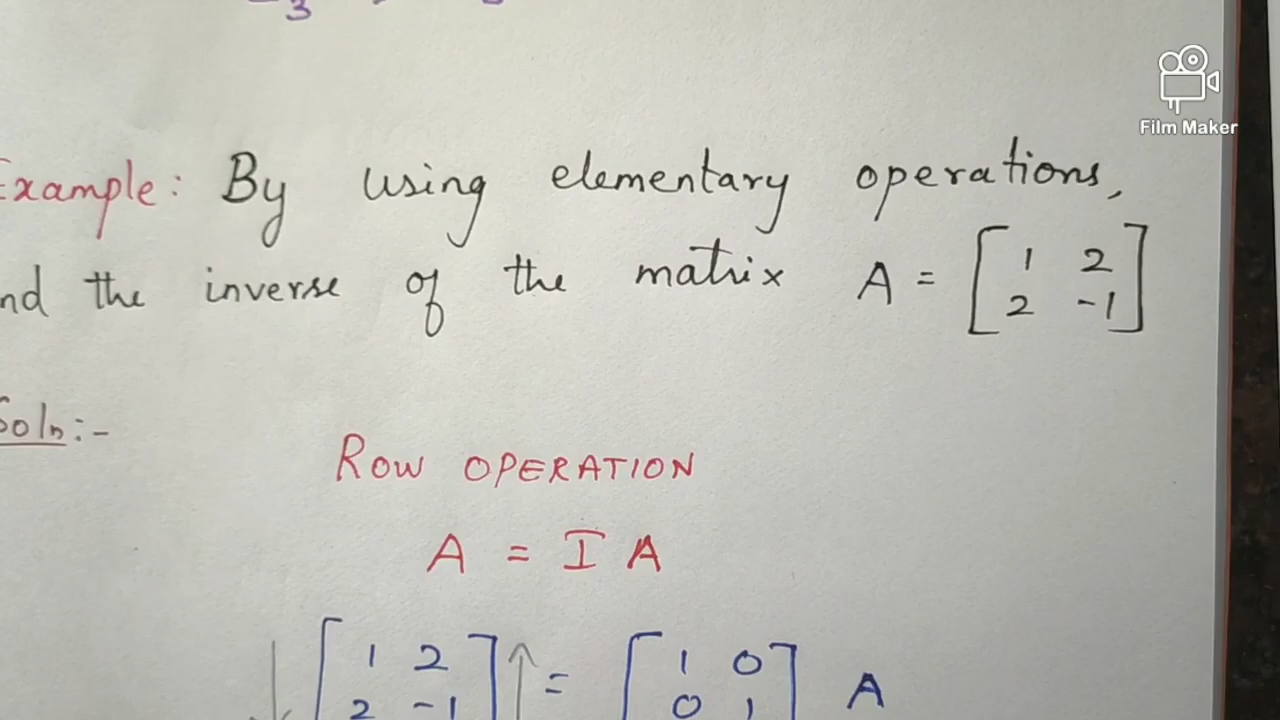 3
Film Maker
Example: By using elementary operations,
nd the inverse of the matrix A = [1 2
2 -1]
Soln:-
ROW OPERATION
A = I A
↓ [1 2 ] ↑ = [1 0 ] A
2 -1 0 1